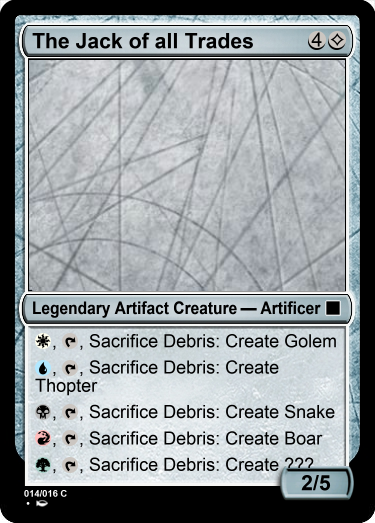 The Jack of all Trades 4
Legendary Artifact Creature — Artificer
, , Sacrifice Debris: Create Golem
, , Sacrifice Debris: Create
Thopter
, , Sacrifice Debris: Create Snake
, , Sacrifice Debris: Create Boar
, , Sacrifice Debris: Create ???
2/5
014/016 C
•